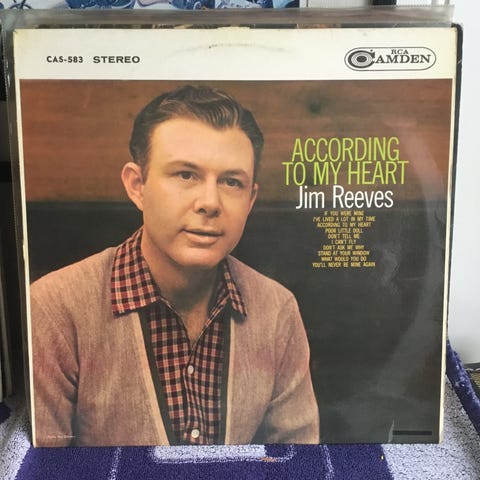 CAS-583 STEREO
RCA
CAMDEN
ACCORDING
TO MY HEART
Jim Reeves
IF YOU WERE MINE
I'VE LIVED A LOT IN MY TIME
ACCORDING TO MY HEART
POOR LITTLE DOLL
DON'T TELL ME
I CAN'T FLY
DON'T ASK ME WHY
STAND AT YOUR WINDOW
WHAT WOULD YOU DO
YOU'LL NEVER BE MINE AGAIN